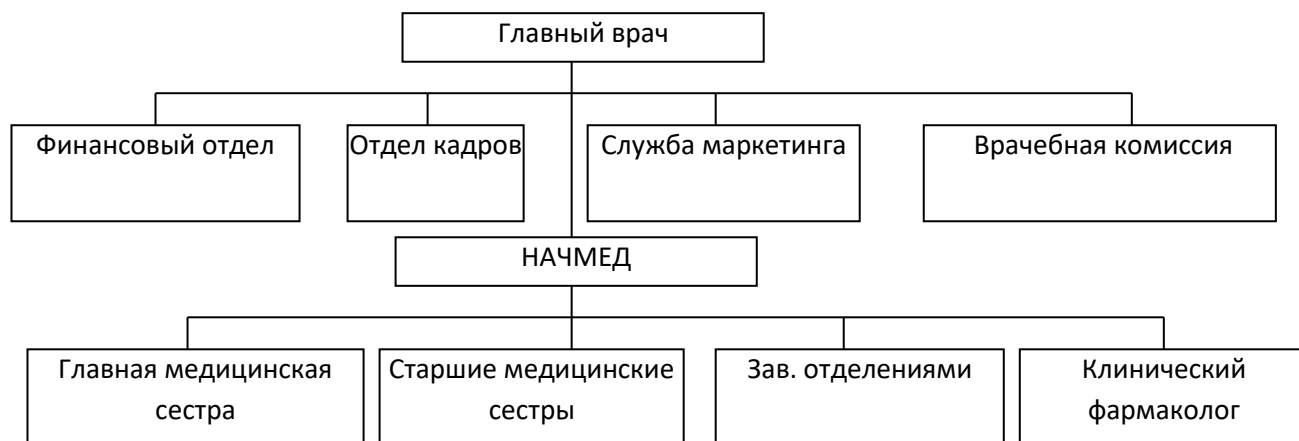 Главный врач
Финансовый отдел
Отдел кадров
Служба маркетинга
Врачебная комиссия
НАЧМЕД
Главная медицинская
сестра
Старшие медицинские
сестры
Зав. отделениями
Клинический
фармаколог